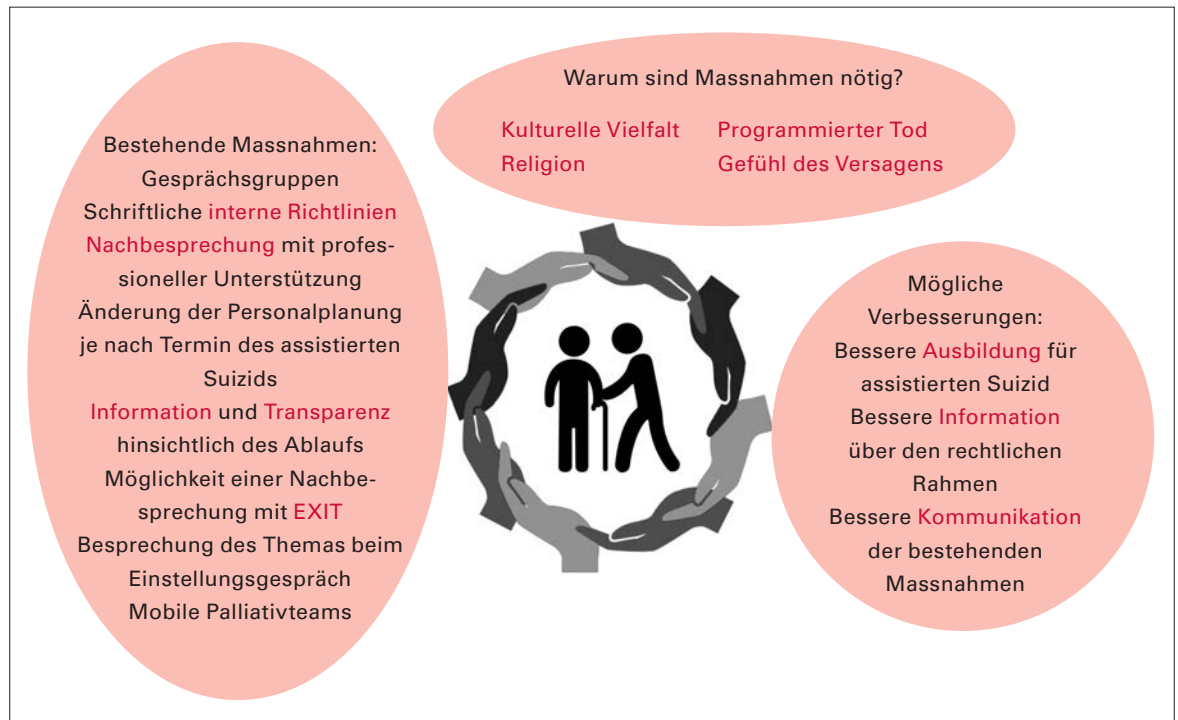 Warum sind Massnahmen nötig?
Kulturelle Vielfalt Programmierter Tod
Religion Gefühl des Versagens
Bestehende Massnahmen:
Gesprächsgruppen
Schriftliche interne Richtlinien
Nachbesprechung mit profes-
sioneller Unterstützung
Änderung der Personalplanung
je nach Termin des assistierten
Suizids
Information und Transparenz
hinsichtlich des Ablaufs
Möglichkeit einer Nachbe-
sprechung mit EXIT
Besprechung des Themas beim
Einstellungsgespräch
Mobile Palliativteams
Mögliche
Verbesserungen:
Bessere Ausbildung für
assistierten Suizid
Bessere Information
über den rechtlichen
Rahmen
Bessere Kommunikation
der bestehenden
Massnahmen